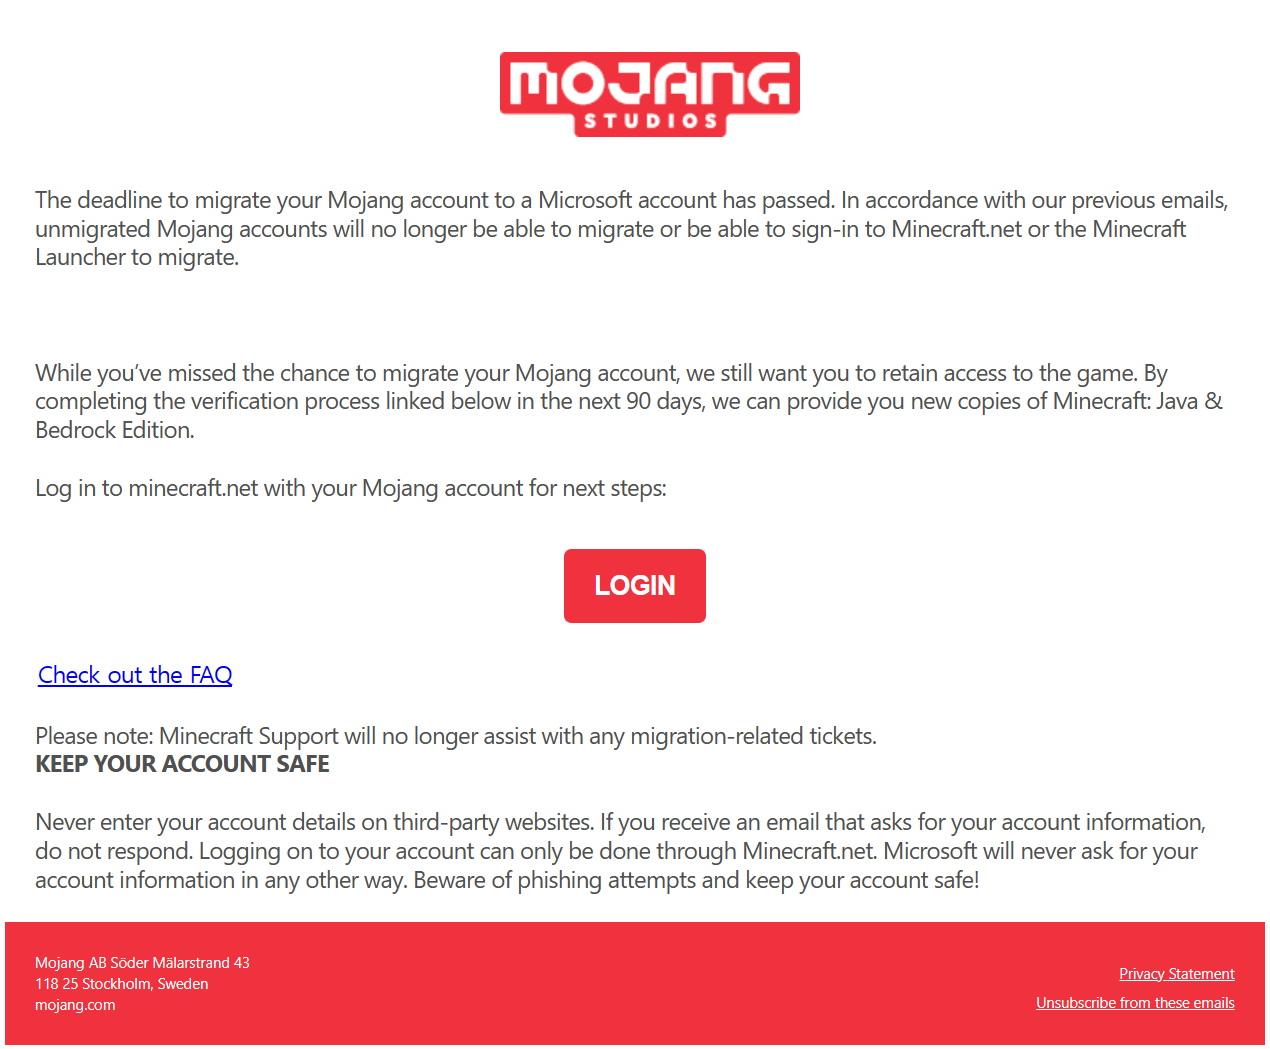 MOJANG
STUDIOS
The deadline to migrate your Mojang account to a Microsoft account has passed. In accordance with our previous emails,
unmigrated Mojang accounts will no longer be able to migrate or be able to sign-in to Minecraft.net or the Minecraft
Launcher to migrate.
While you’ve missed the chance to migrate your Mojang account, we still want you to retain access to the game. By
completing the verification process linked below in the next 90 days, we can provide you new copies of Minecraft: Java &
Bedrock Edition.
Log in to minecraft.net with your Mojang account for next steps:
LOGIN
Check out the FAQ
Please note: Minecraft Support will no longer assist with any migration-related tickets.
KEEP YOUR ACCOUNT SAFE
Never enter your account details on third-party websites. If you receive an email that asks for your account information,
do not respond. Logging on to your account can only be done through Minecraft.net. Microsoft will never ask for your
account information in any other way. Beware of phishing attempts and keep your account safe!
Mojang AB Söder Mälarstrand 43
118 25 Stockholm, Sweden
mojang.com
Privacy Statement
Unsubscribe from these emails